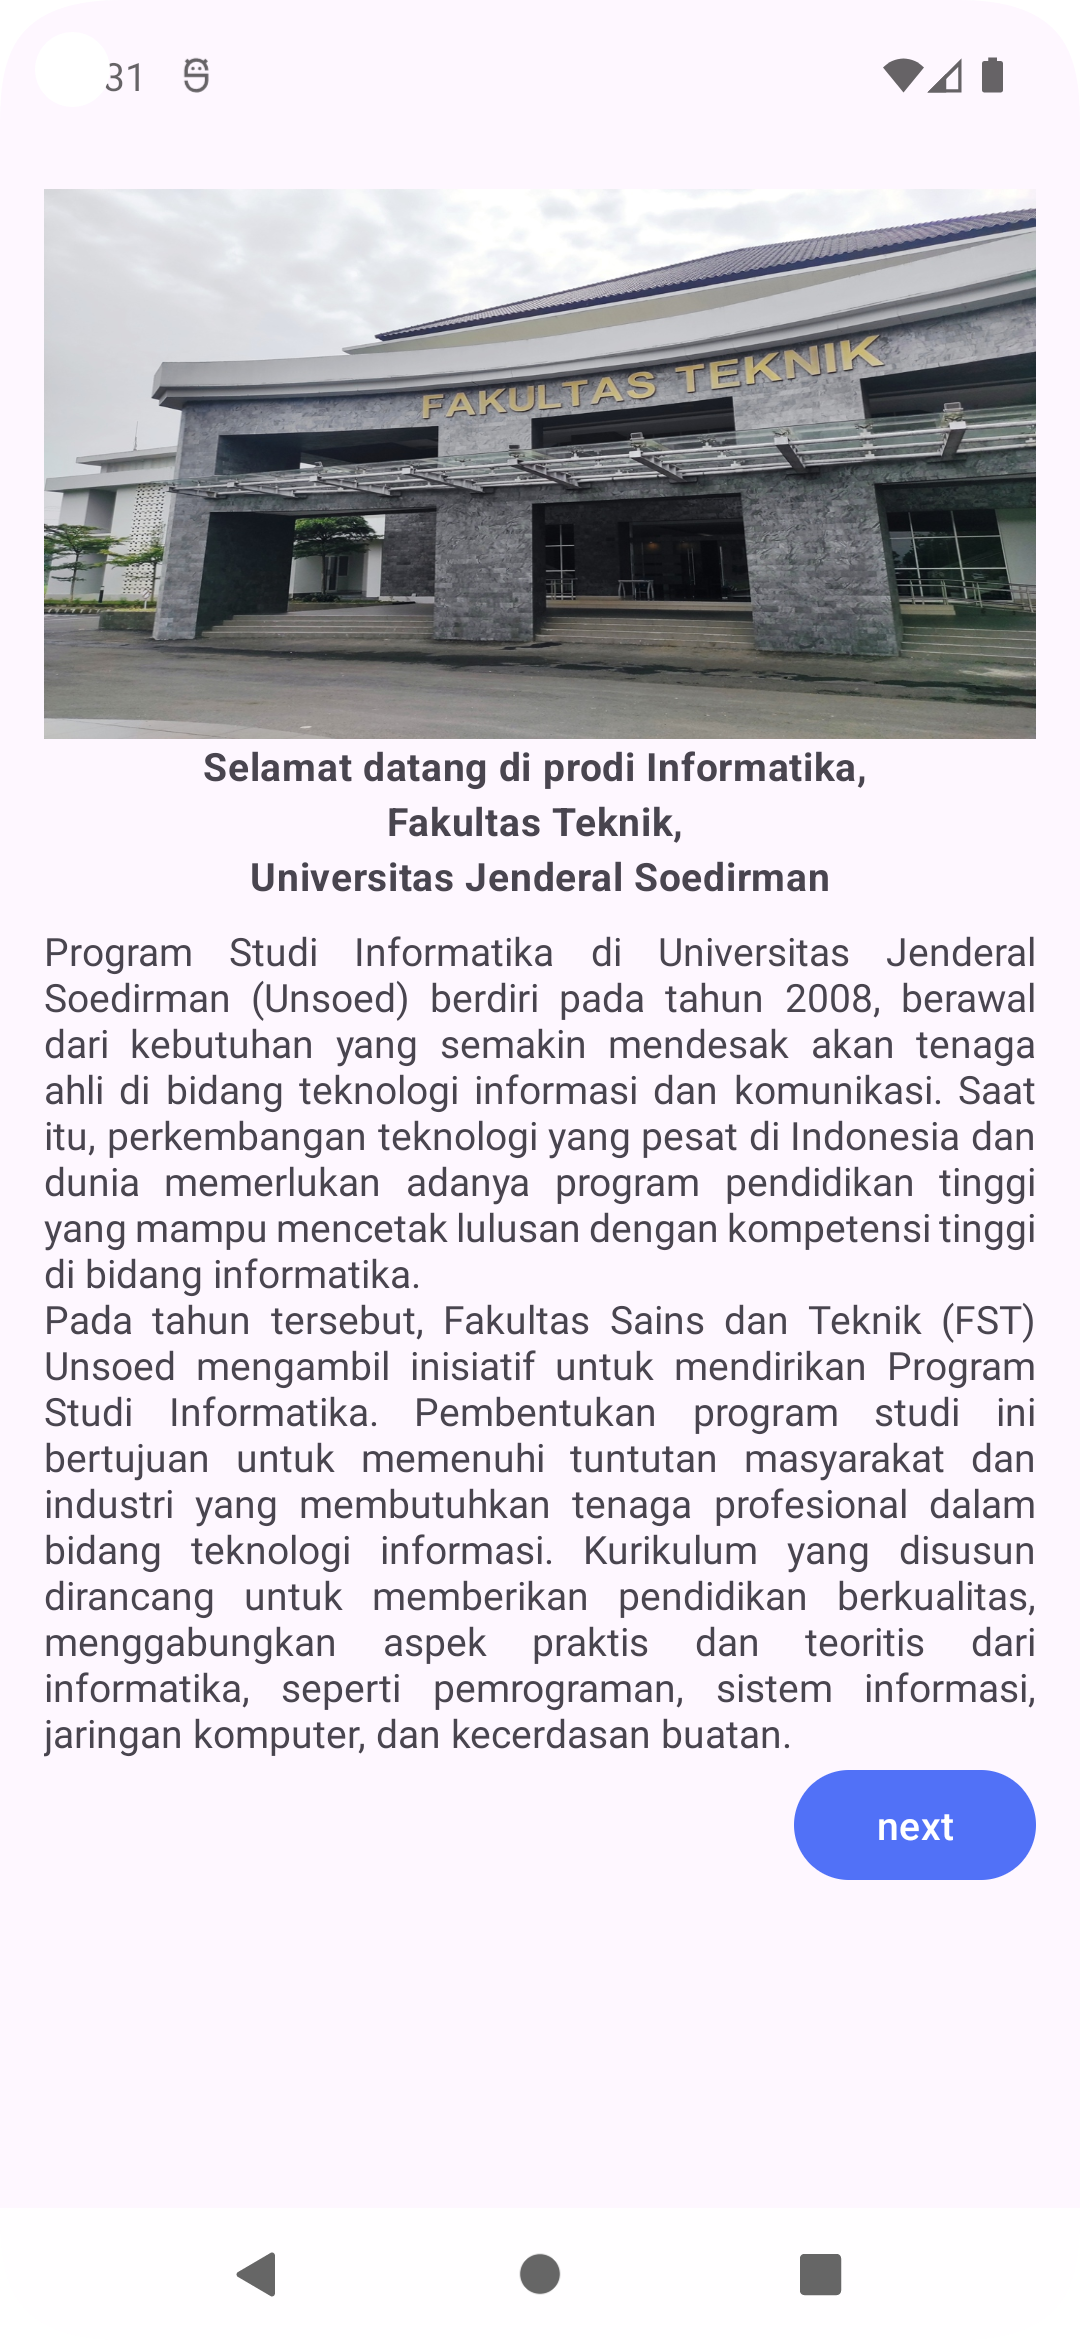 31
FAKULTAS TEKNIK
Selamat datang di prodi Informatika,
Fakultas Teknik,
Universitas Jenderal Soedirman
Program Studi Informatika di Universitas Jenderal
Soedirman (Unsoed) berdiri pada tahun 2008, berawal
dari kebutuhan yang semakin mendesak akan tenaga
ahli di bidang teknologi informasi dan komunikasi. Saat
itu, perkembangan teknologi yang pesat di Indonesia dan
dunia memerlukan adanya program pendidikan tinggi
yang mampu mencetak lulusan dengan kompetensi tinggi
di bidang informatika.
Pada tahun tersebut, Fakultas Sains dan Teknik (FST)
Unsoed mengambil inisiatif untuk mendirikan Program
Studi Informatika. Pembentukan program studi ini
bertujuan untuk memenuhi tuntutan masyarakat dan
industri yang membutuhkan tenaga profesional dalam
bidang teknologi informasi. Kurikulum yang disusun
dirancang untuk memberikan pendidikan berkualitas,
menggabungkan aspek praktis dan teoritis dari
informatika, seperti pemrograman, sistem informasi,
jaringan komputer, dan kecerdasan buatan.
next